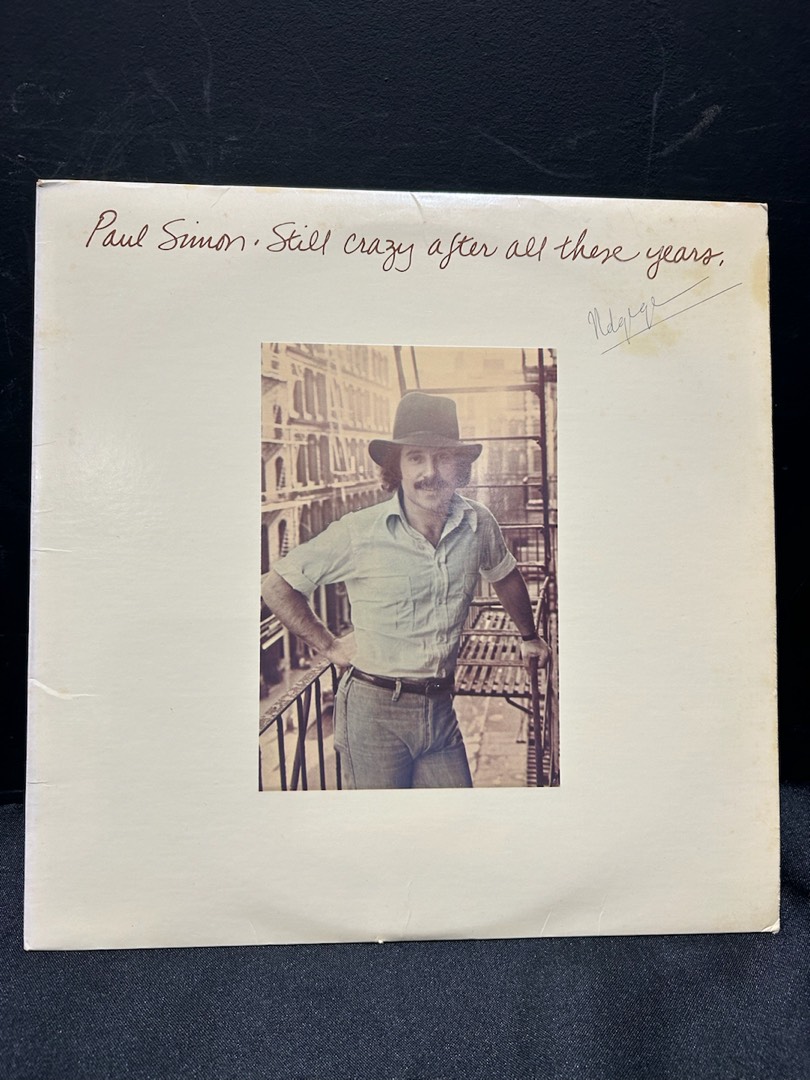 Paul Simon. Still crazy after all these years.